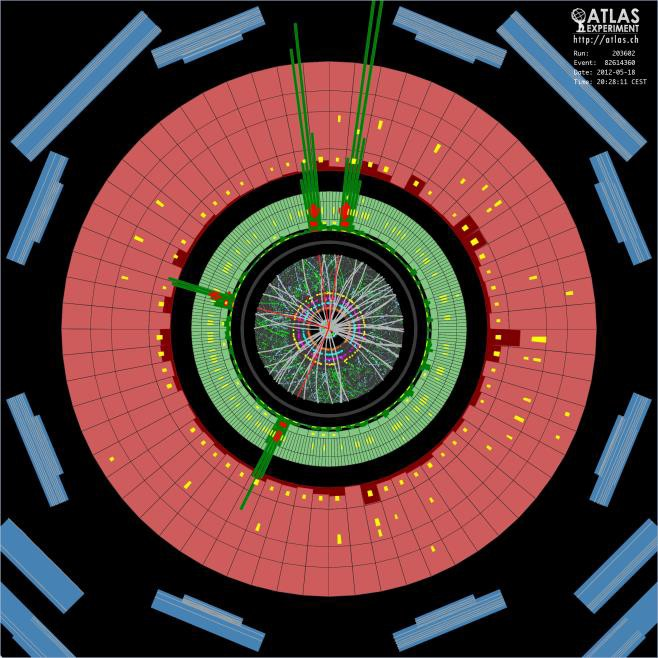 ATLAS
EXPERIMENT
http://atlas.ch
Run: 203602
Event: 82614360
Date: 2012-05-18
Time: 20:28:11 CEST